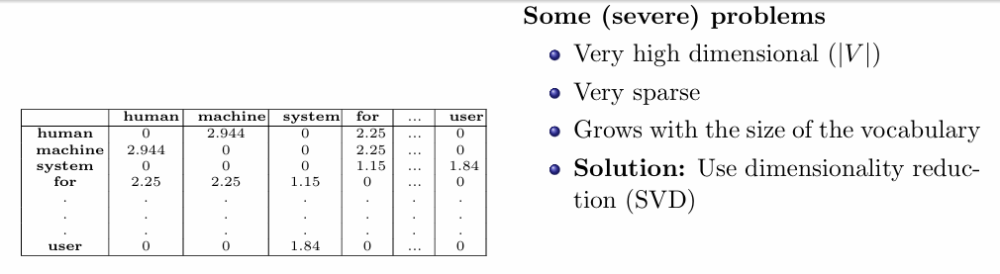 human machine system for ... user
human 0 2.944 0 2.25 ... 0
machine 2.944 0 0 2.25 ... 0
system 0 0 0 1.15 ... 1.84
for 2.25 2.25 1.15 0 ... 0
. . . . . . .
. . . . . . .
. . . . . . .
user 0 0 1.84 0 ... 0
Some (severe) problems
Very high dimensional (|V|)
Very sparse
Grows with the size of the vocabulary
Solution: Use dimensionality reduc-
tion (SVD)